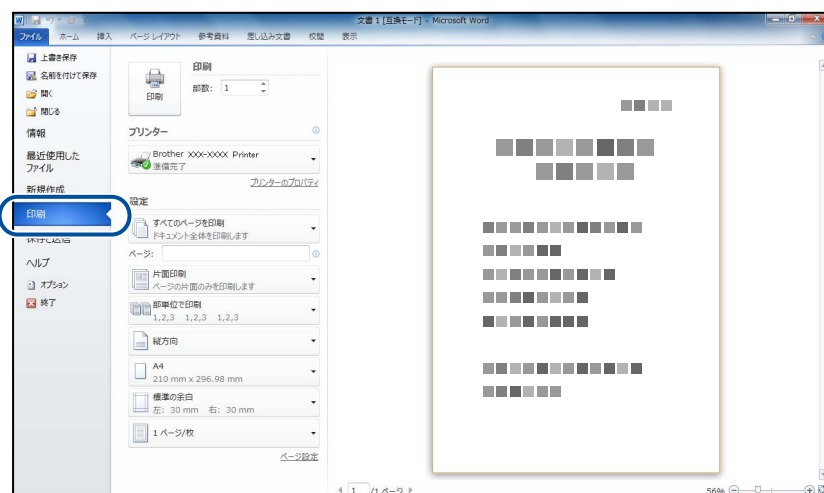 文書 1 [互換モード] - Microsoft Word
ファイル ホーム 挿入 ページ レイアウト 参考資料 差し込み文書 校閲 表示
上書き保存
名前を付けて保存
開く
閉じる
情報
最近使用した
ファイル
新規作成
印刷
保存と送信
ヘルプ
オプション
終了
印刷
印刷
部数: 1
プリンター
Brother XXX-XXXX Printer
準備完了
プリンターのプロパティ
設定
すべてのページを印刷
ドキュメント全体を印刷します
ページ:
片面印刷
ページの片面のみを印刷します
部単位で印刷
1,2,3 1,2,3 1,2,3
縦方向
A4
210 mm x 296.98 mm
標準の余白
左: 30 mm 右: 30 mm
1 ページ/枚
ページ設定
1 /1 ページ
56%